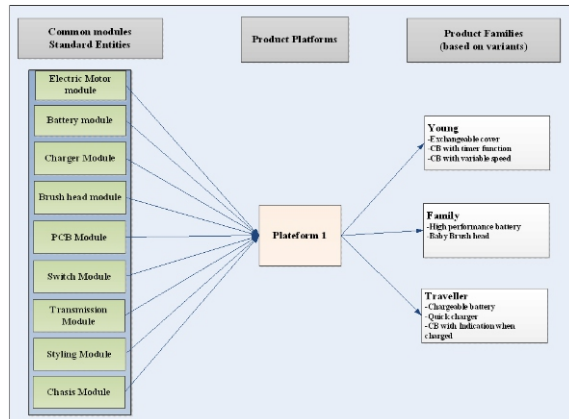 Common modules
Standard Entities
Product Platforms
Product Families
(based on variants)
Electric Motor
module
Battery module
Charger Module
Brush head module
PCB Module
Switch Module
Transmission
Module
Styling Module
Chasis Module
Plateform 1
Young
-Exchangeable cover
-CB with timer function
-CB with variable speed
Family
-High performance battery
-Baby Brush head
Traveller
-Chargeable battery
-Quick charger
-CB with Indication when
charged